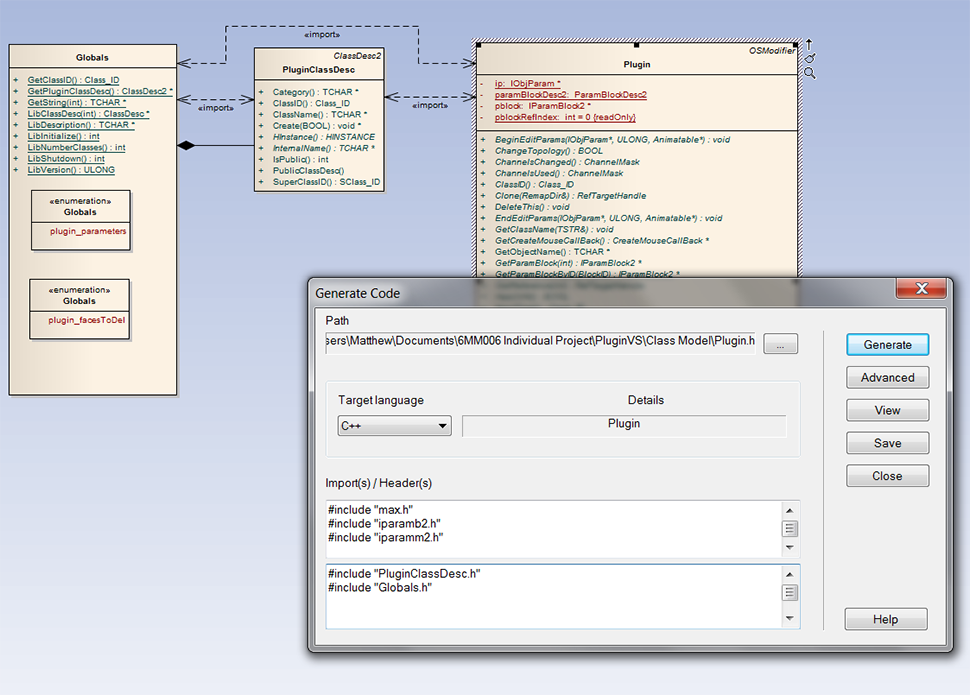 «import»
Globals
+ GetClassID() : Class_ID
+ GetPluginClassDesc() : ClassDesc2 *
+ GetString(int) : TCHAR *
+ LibClassDesc(int) : ClassDesc *
+ LibDescription() : TCHAR *
+ LibInitialize() : int
+ LibNumberClasses() : int
+ LibShutdown() : int
+ LibVersion() : ULONG
«enumeration»
Globals
plugin_parameters
«enumeration»
Globals
plugin_facesToDel
«import»
ClassDesc2
PluginClassDesc
+ Category() : TCHAR *
+ ClassID() : Class_ID
+ ClassName() : TCHAR *
+ Create(BOOL) : void *
+ HInstance() : HINSTANCE
+ InternalName() : TCHAR *
+ IsPublic() : int
+ PublicClassDesc()
+ SuperClassID() : SClass_ID
«import»
OSModifier
Plugin
- ip: IObjParam *
- paramBlockDesc2: ParamBlockDesc2
- pblock: IParamBlock2 *
- pblockRefIndex: int = 0 {readOnly}
+ BeginEditParams(IObjParam*, ULONG, Animatable*) : void
+ ChangeTopology() : BOOL
+ ChannelsChanged() : ChannelMask
+ ChannelsUsed() : ChannelMask
+ ClassID() : Class_ID
+ Clone(RemapDir&) : RefTargetHandle
+ DeleteThis() : void
+ EndEditParams(IObjParam*, ULONG, Animatable*) : void
+ GetClassName(TSTR&) : void
+ GetCreateMouseCallBack() : CreateMouseCallBack *
+ GetObjectName() : TCHAR *
+ GetParamBlock(int) : IParamBlock2 *
+ GetParamBlockByID(BlockID) : IParamBlock2 *
Generate Code
Path
sers\Matthew\Documents\6MM006 Individual Project\PluginVS\Class Model\Plugin.h
...
Generate
Advanced
View
Save
Close
Target language
Details
C++
Plugin
Import(s) / Header(s)
#include "max.h"
#include "iparamb2.h"
#include "iparamm2.h"
#include "PluginClassDesc.h"
#include "Globals.h"
Help